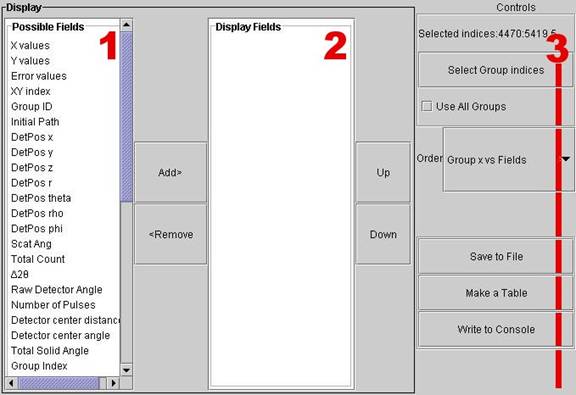 Display
Possible Fields
1
X values
Y values
Error values
XY index
Group ID
Initial Path
DetPos x
DetPos y
DetPos z
DetPos r
DetPos theta
DetPos rho
DetPos phi
Scat Ang
Total Count
Δ2θ
Raw Detector Angle
Number of Pulses
Detector center distance
Detector center angle
Total Solid Angle
Group Index
Add>
<Remove
Display Fields
2
Up
Down
Controls
Selected indices:4470:5419,5
3
Select Group indices
Use All Groups
Order
Group x vs Fields
Save to File
Make a Table
Write to Console